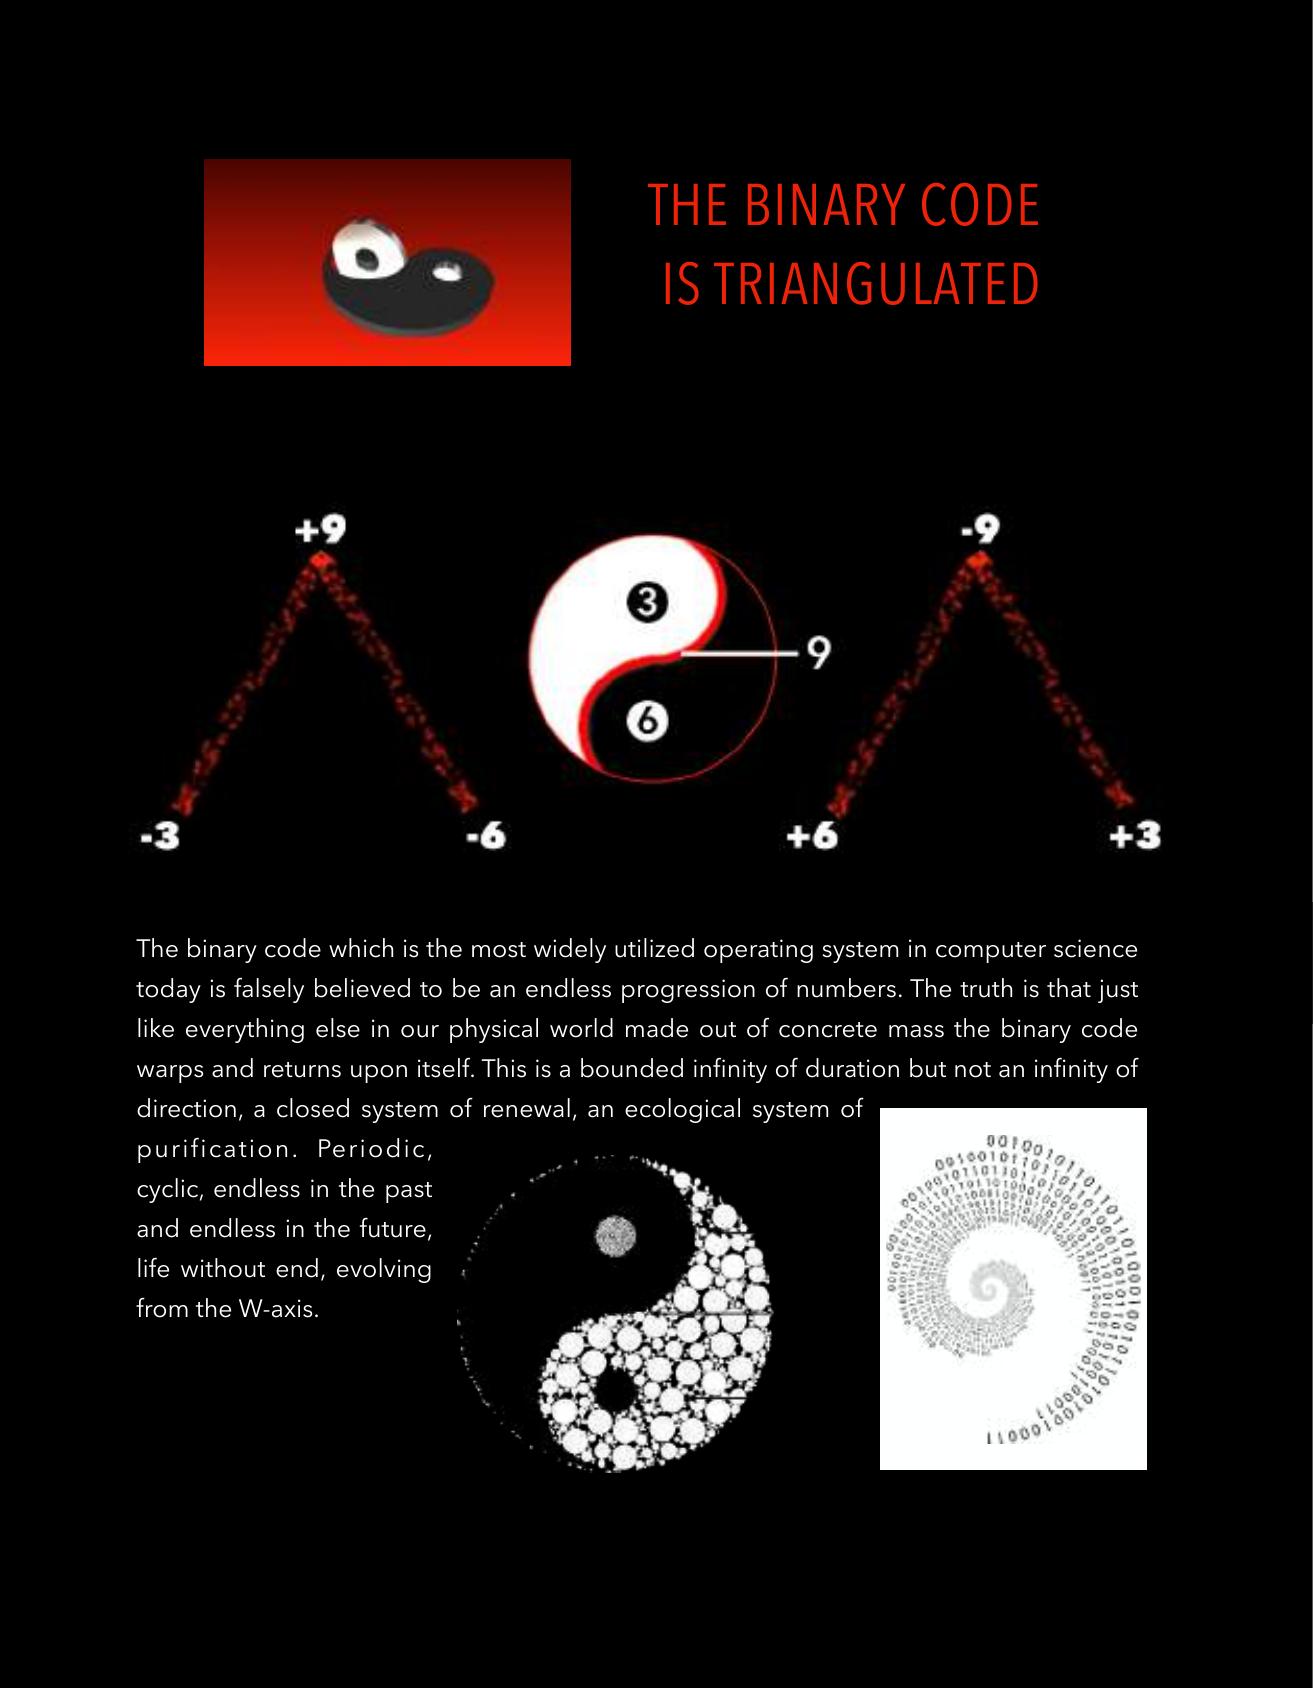 THE BINARY CODE
IS TRIANGULATED
+9
-9
3
9
6
-3
-6
+6
+3
The binary code which is the most widely utilized operating system in computer science
today is falsely believed to be an endless progression of numbers. The truth is that just
like everything else in our physical world made out of concrete mass the binary code
warps and returns upon itself. This is a bounded infinity of duration but not an infinity of
direction, a closed system of renewal, an ecological system of
purification. Periodic,
cyclic, endless in the past
and endless in the future,
life without end, evolving
from the W-axis.